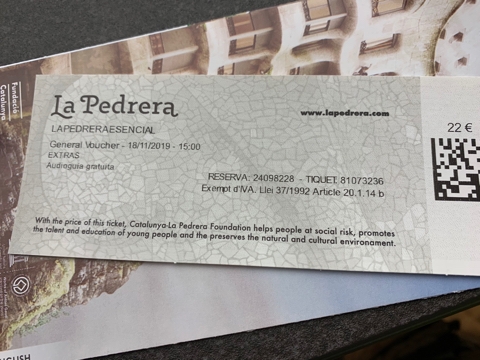 La Pedrera
www.lapedrera.com
LAPEDRERAESENCIAL
General Voucher - 18/11/2019 - 15:00
EXTRAS
Audioguia gratuita
22 €
RESERVA: 24098228 - TIQUET: 81073236
Exempt d'IVA. Llei 37/1992 Article 20.1.14 b
With the price of this ticket, Catalunya-La Pedrera Foundation helps people at social risk, promotes
the talent and education of young people and the preserves the natural and cultural environament.
Fundació
Catalunya